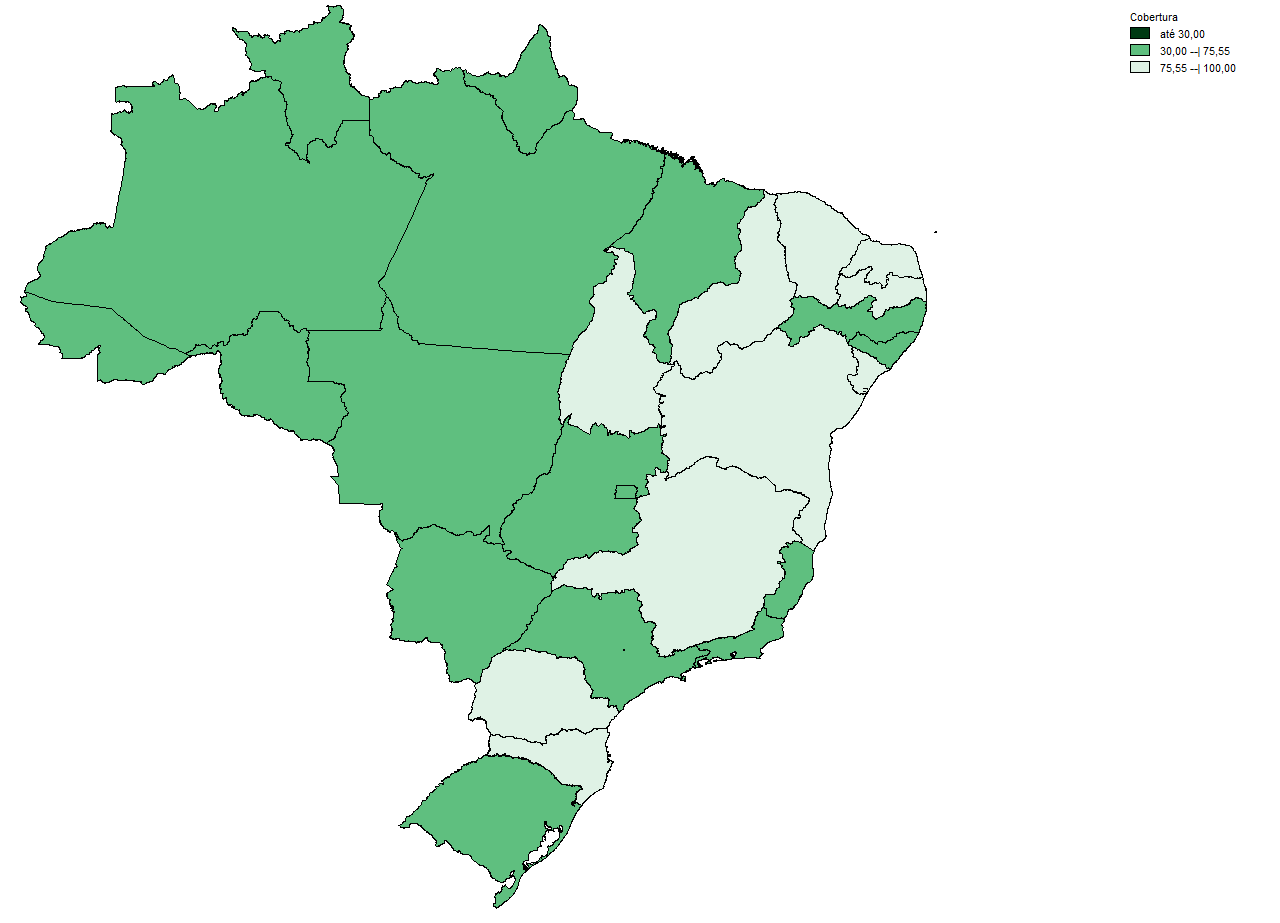 Cobertura
até 30,00
30,00 --| 75,55
75,55 --| 100,00